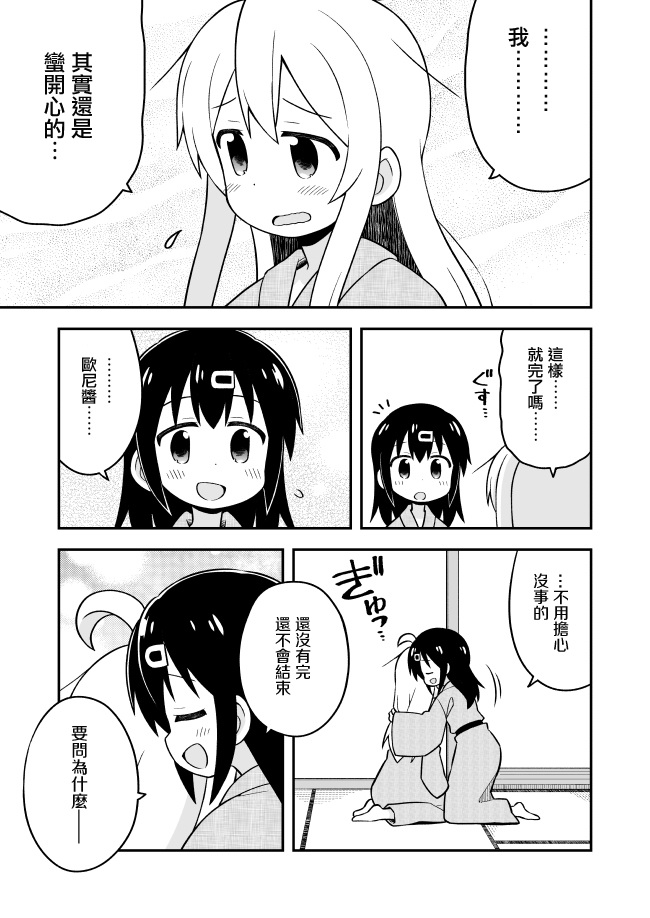 …………
我…………
其實還是
蠻開心的…
這樣……
就完了嗎……
ぐす…
………
歐尼醬……
…不用擔心
沒事的
ぎゅっ…
還沒有完
還不會結束
要問為什麼——